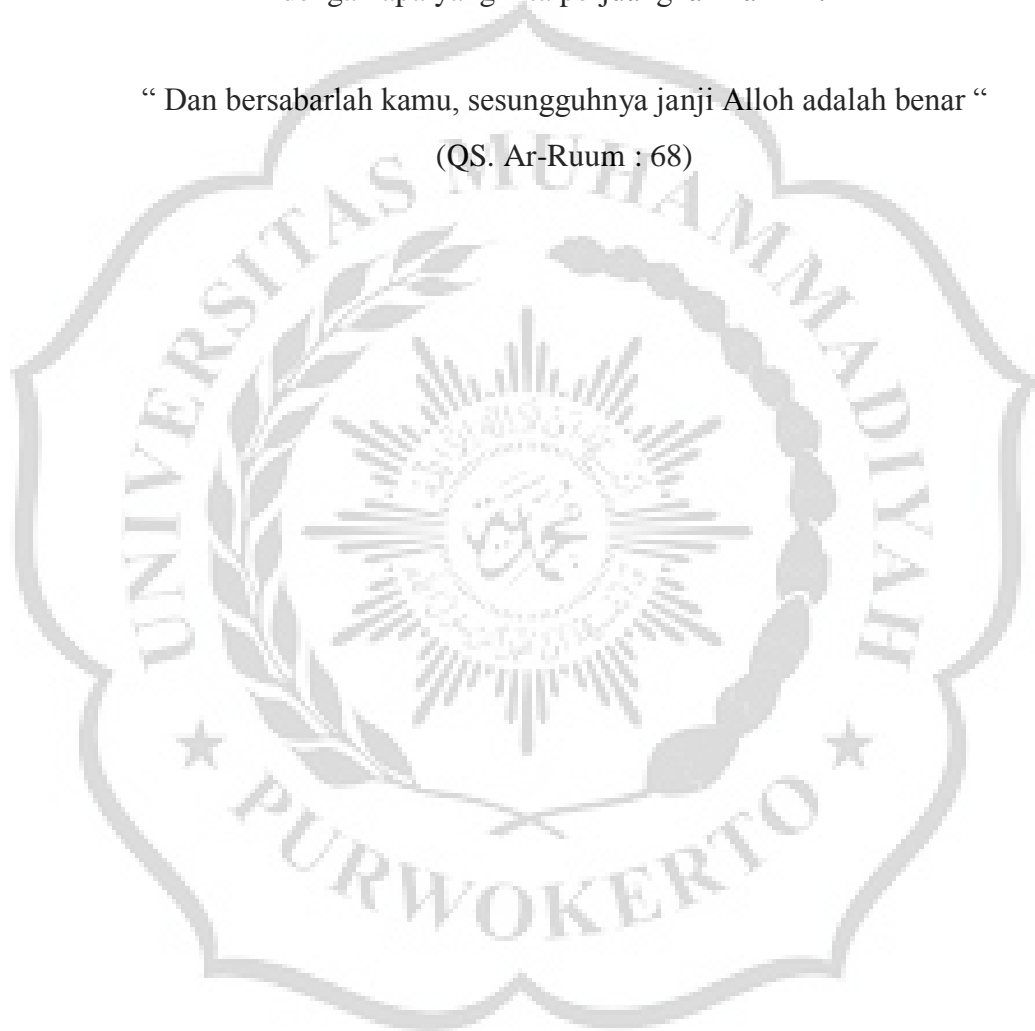 “ Dan bersabarlah kamu, sesungguhnya janji Alloh adalah benar “
(QS. Ar-Ruum : 68)
UNIVERSITAS MUHAMMADIYAH
★ PURWOKERTO ★